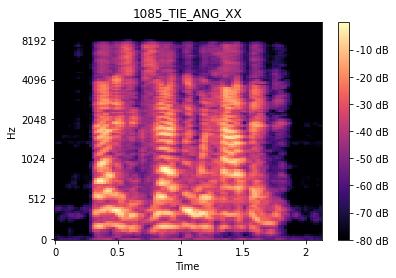 1085_TIE_ANG_XX
8192
4096
2048
1024
512
0
Hz
0
0.5
1
1.5
2
Time
-10 dB
-20 dB
-30 dB
-40 dB
-50 dB
-60 dB
-70 dB
-80 dB